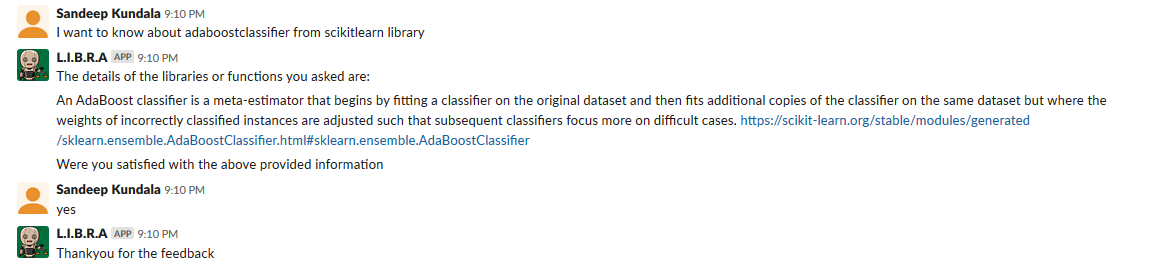 Sandeep Kundala 9:10 PM
I want to know about adaboostclassifier from scikitlearn library
L.I.B.R.A APP 9:10 PM
The details of the libraries or functions you asked are:
An AdaBoost classifier is a meta-estimator that begins by fitting a classifier on the original dataset and then fits additional copies of the classifier on the same dataset but where the
weights of incorrectly classified instances are adjusted such that subsequent classifiers focus more on difficult cases. https://scikit-learn.org/stable/modules/generated
/sklearn.ensemble.AdaBoostClassifier.html#sklearn.ensemble.AdaBoostClassifier
Were you satisfied with the above provided information
Sandeep Kundala 9:10 PM
yes
L.I.B.R.A APP 9:10 PM
Thankyou for the feedback